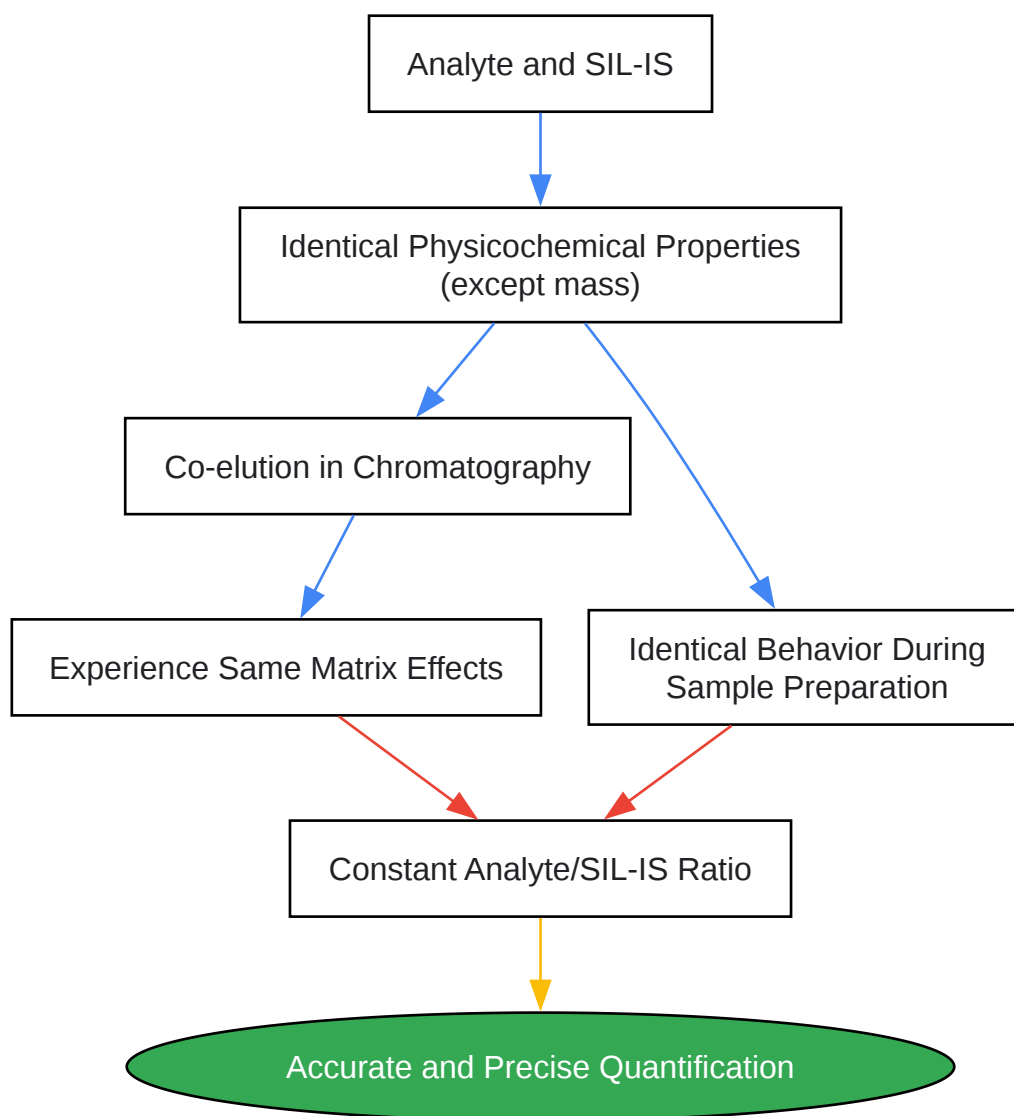 Analyte and SIL-IS
Identical Physicochemical Properties
(except mass)
Co-elution in Chromatography
Experience Same Matrix Effects
Identical Behavior During
Sample Preparation
Constant Analyte/SIL-IS Ratio
Accurate and Precise Quantification